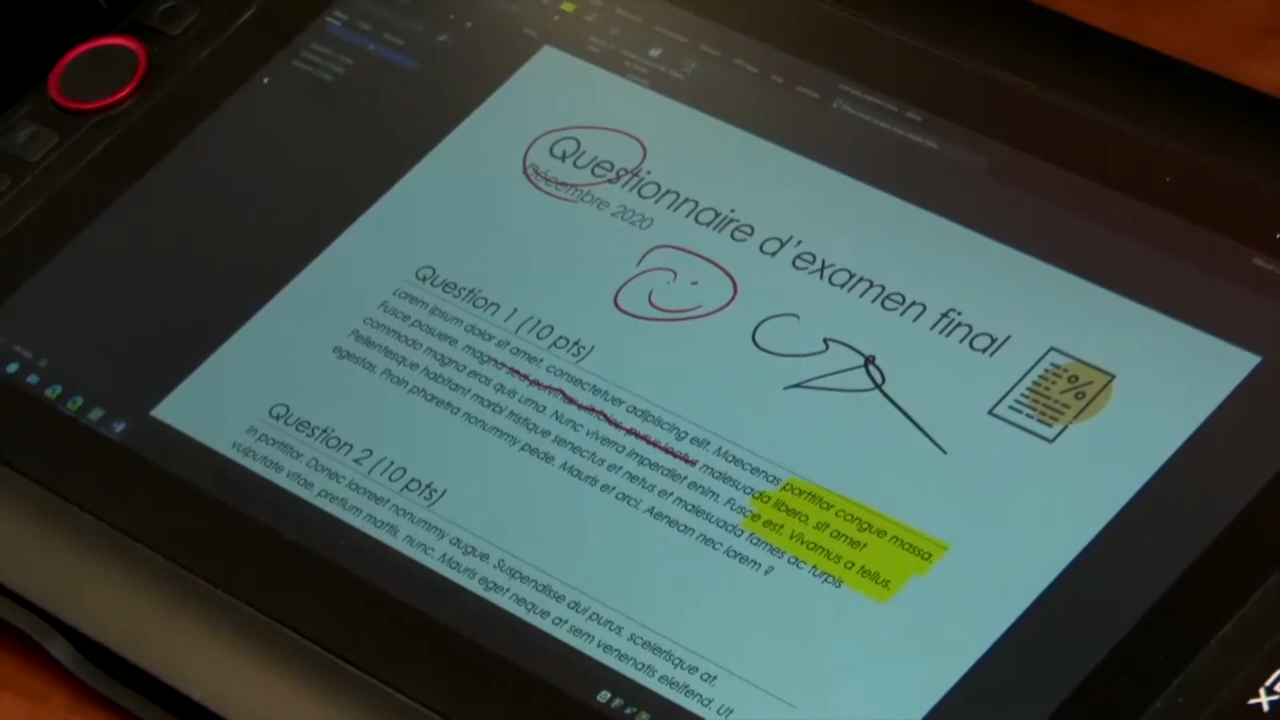 Questionnaire d'examen final
décembre 2020
Question 1 (10 pts)
Lorem ipsum dolor sit amet, consectetuer adipiscing elit. Maecenas porttitor congue massa.
Fusce posuere, magna sed pulvinar ultricies, purus lectus malesuada libero, sit amet
commodo magna eros quis urna. Nunc viverra imperdiet enim. Fusce est. Vivamus a tellus.
Pellentesque habitant morbi tristique senectus et netus et malesuada fames ac turpis
egestas. Proin pharetra nonummy pede. Mauris et orci. Aenean nec lorem ?
%
Question 2 (10 pts)
In porttitor. Donec laoreet nonummy augue. Suspendisse dui purus, scelerisque at,
vulputate vitae, pretium mattis, nunc. Mauris eget neque at sem venenatis eleifend. Ut